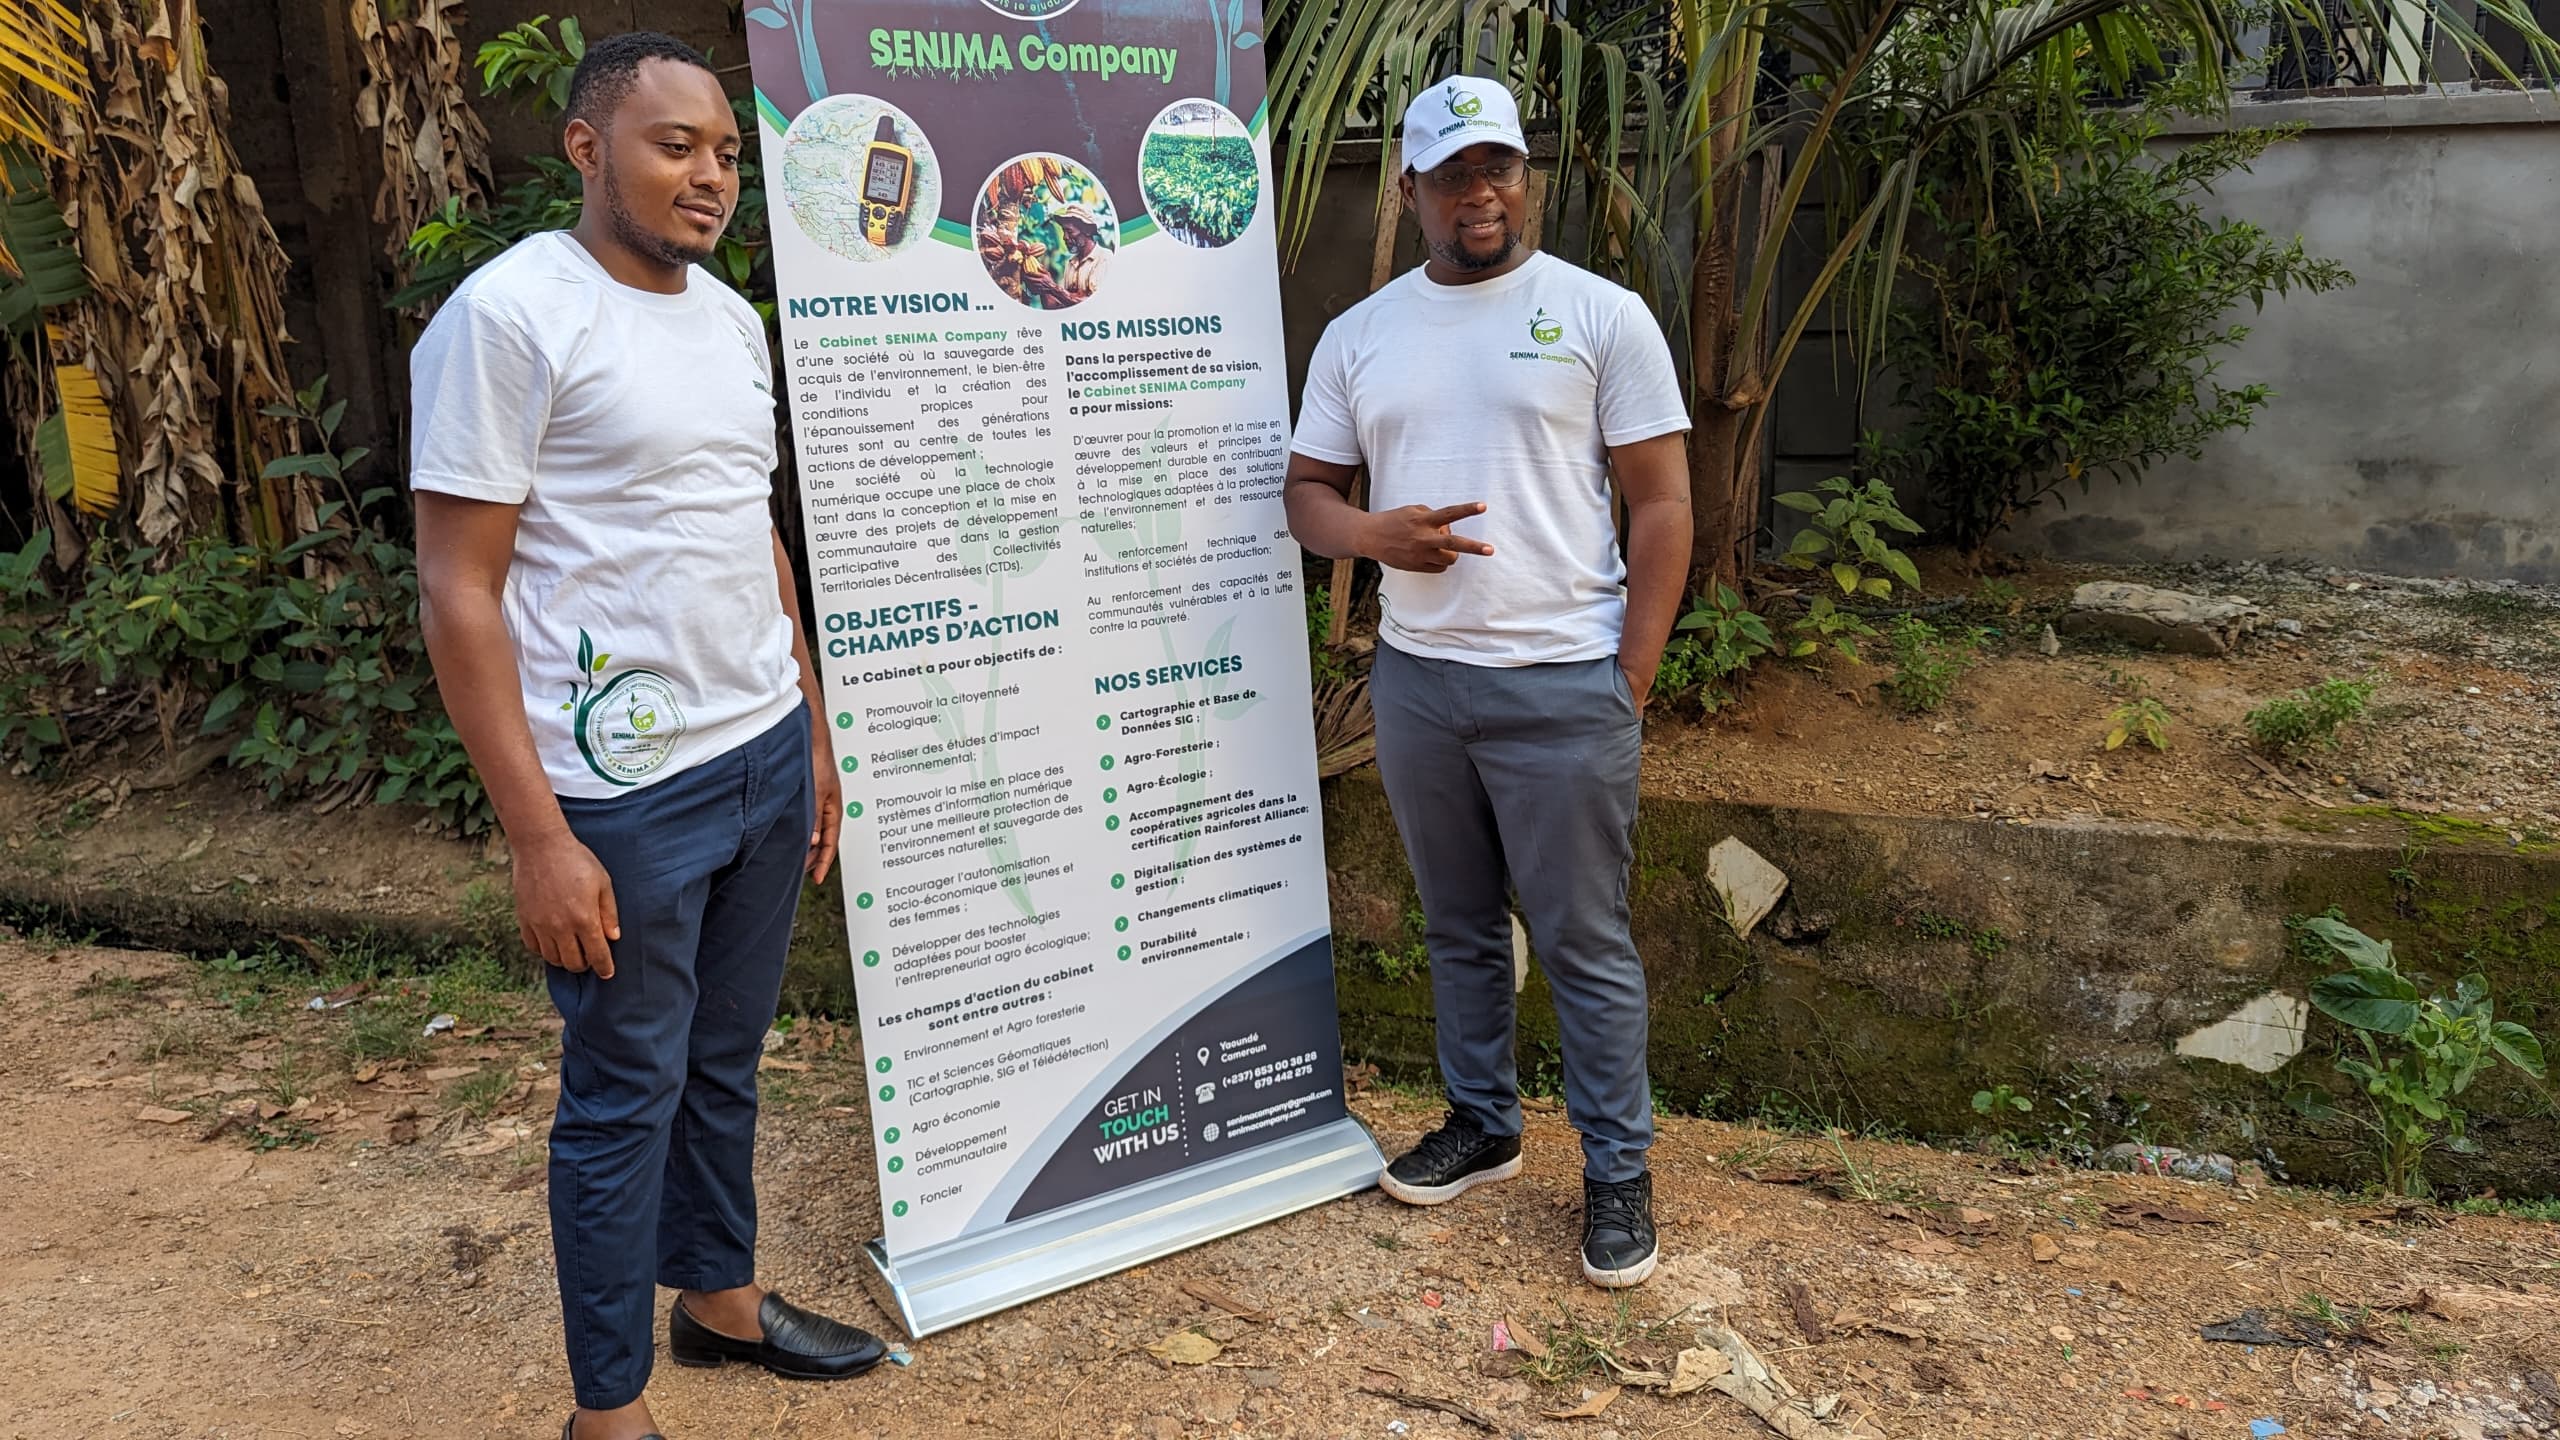 SENIMA Company
NOTRE VISION ...
Le Cabinet SENIMA Company rêve
d'une société où la sauvegarde des
acquis de l'environnement, le bien-être
de l'individu et la création des
conditions propices pour
l'épanouissement des générations
futures sont au centre de toutes les
actions de développement ;
Une société où la technologie
numérique occupe une place de choix
tant dans la conception et la mise en
œuvre des projets de développement
communautaire que dans la gestion
participative des Collectivités
Territoriales Décentralisées (CTDs).
OBJECTIFS -
CHAMPS D'ACTION
Le Cabinet a pour objectifs de :
Promouvoir la citoyenneté
écologique;
Réaliser des études d'impact
environnemental;
Promouvoir la mise en place des
systèmes d'information numérique
pour une meilleure protection de
l'environnement et sauvegarde des
ressources naturelles;
Encourager l'autonomisation
socio-économique des jeunes et
des femmes ;
Développer des technologies
adaptées pour booster
l'entrepreneuriat agro écologique;
Les champs d'action du cabinet
sont entre autres :
Environnement et Agro foresterie
TIC et Sciences Géomatiques
(Cartographie, SIG et Télédétection)
Agro économie
Développement
communautaire
Foncier
NOS MISSIONS
Dans la perspective de
l'accomplissement de sa vision,
le Cabinet SENIMA Company
a pour missions:
D'œuvrer pour la promotion et la mise en
œuvre des valeurs et principes de
développement durable en contribuant
à la mise en place des solutions
technologiques adaptées à la protection
de l'environnement et des ressources
naturelles;
Au renforcement technique des
institutions et sociétés de production;
Au renforcement des capacités des
communautés vulnérables et à la lutte
contre la pauvreté.
NOS SERVICES
Cartographie et Base de
Données SIG ;
Agro-Foresterie ;
Agro-Écologie ;
Accompagnement des
coopératives agricoles dans la
certification Rainforest Alliance;
Digitalisation des systèmes de
gestion ;
Changements climatiques ;
Durabilité
environnementale ;
GET IN
TOUCH
WITH US
Yaoundé
Cameroun
(+237) 653 00 38 28
679 442 275
senimacompany@gmail.com
senimacompany.com
SENIMA Company
SENIMA Company
SENIMA Company
SENIMA